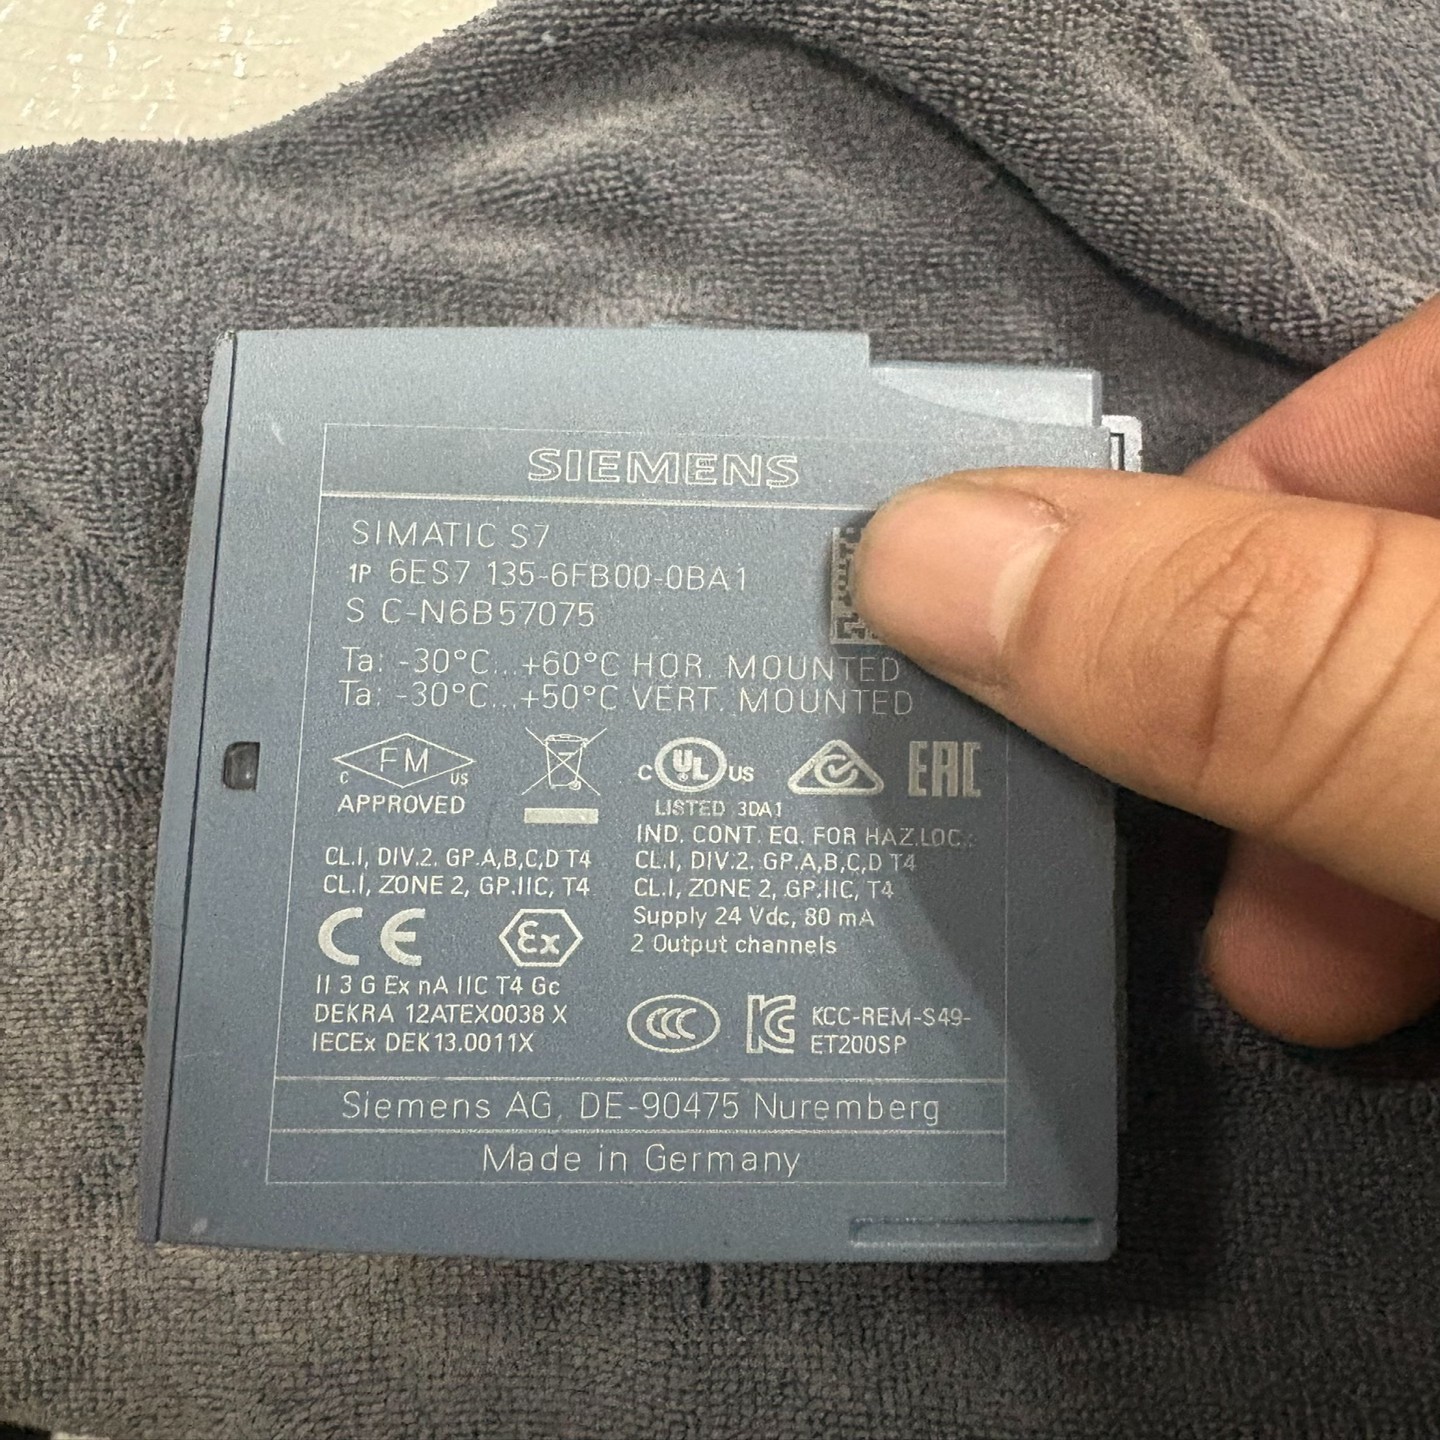 SIEMENS
SIMATIC S7
1P 6ES7 135-6FB00-0BA1
S C-N6B57075
Ta: -30°C...+60°C HOR. MOUNTED
Ta: -30°C...+50°C VERT. MOUNTED
C FM US
APPROVED
CL.I, DIV.2. GP.A,B,C,D T4
CL.I, ZONE 2, GP.IIC, T4
C UL US
LISTED 3DA1
IND. CONT. EQ. FOR HAZ.LOC.:
CL.I, DIV.2. GP.A,B,C,D T4
CL.I, ZONE 2, GP.IIC, T4
Supply 24 Vdc, 80 mA
2 Output channels
EAC
CE
Ex
II 3 G Ex nA IIC T4 Gc
DEKRA 12ATEX0038 X
IECEx DEK13.0011X
CCC
KC
KCC-REM-S49-
ET200SP
Siemens AG, DE-90475 Nuremberg
Made in Germany